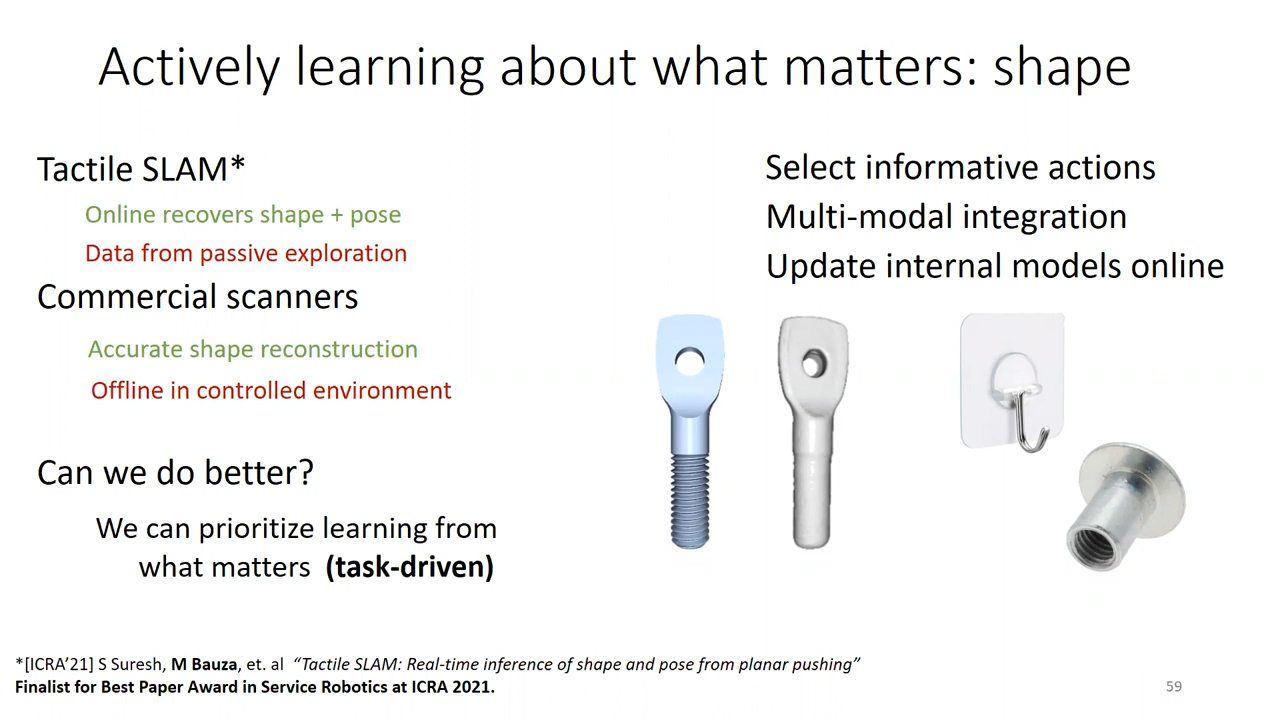 Actively learning about what matters: shape
Tactile SLAM*
Online recovers shape + pose
Data from passive exploration
Commercial scanners
Accurate shape reconstruction
Offline in controlled environment
Can we do better?
We can prioritize learning from
what matters (task-driven)
Select informative actions
Multi-modal integration
Update internal models online
*[ICRA’21] S Suresh, M Bauza, et. al “Tactile SLAM: Real-time inference of shape and pose from planar pushing”
Finalist for Best Paper Award in Service Robotics at ICRA 2021.
59